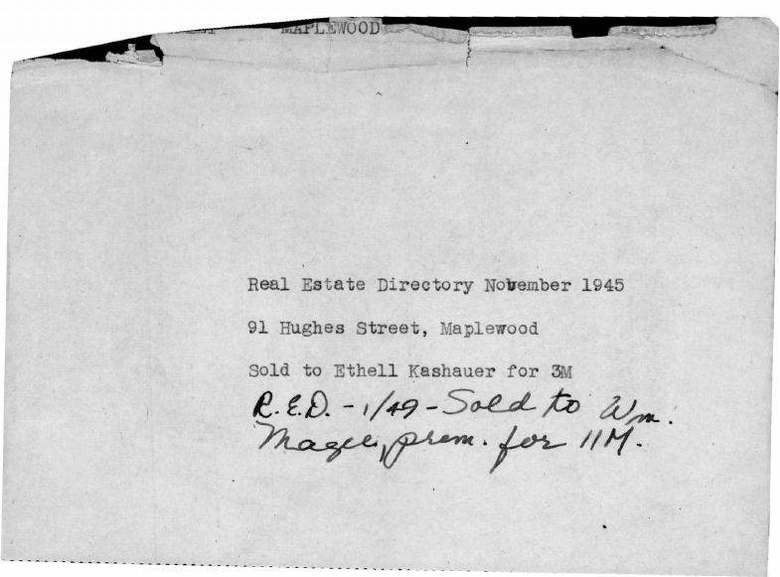 MAPLEWOOD
Real Estate Directory November 1945
91 Hughes Street, Maplewood
Sold to Ethell Kashauer for 3M
R.E.D. - 1/49 - Sold to Wm.
Magee, prem. for 11M.